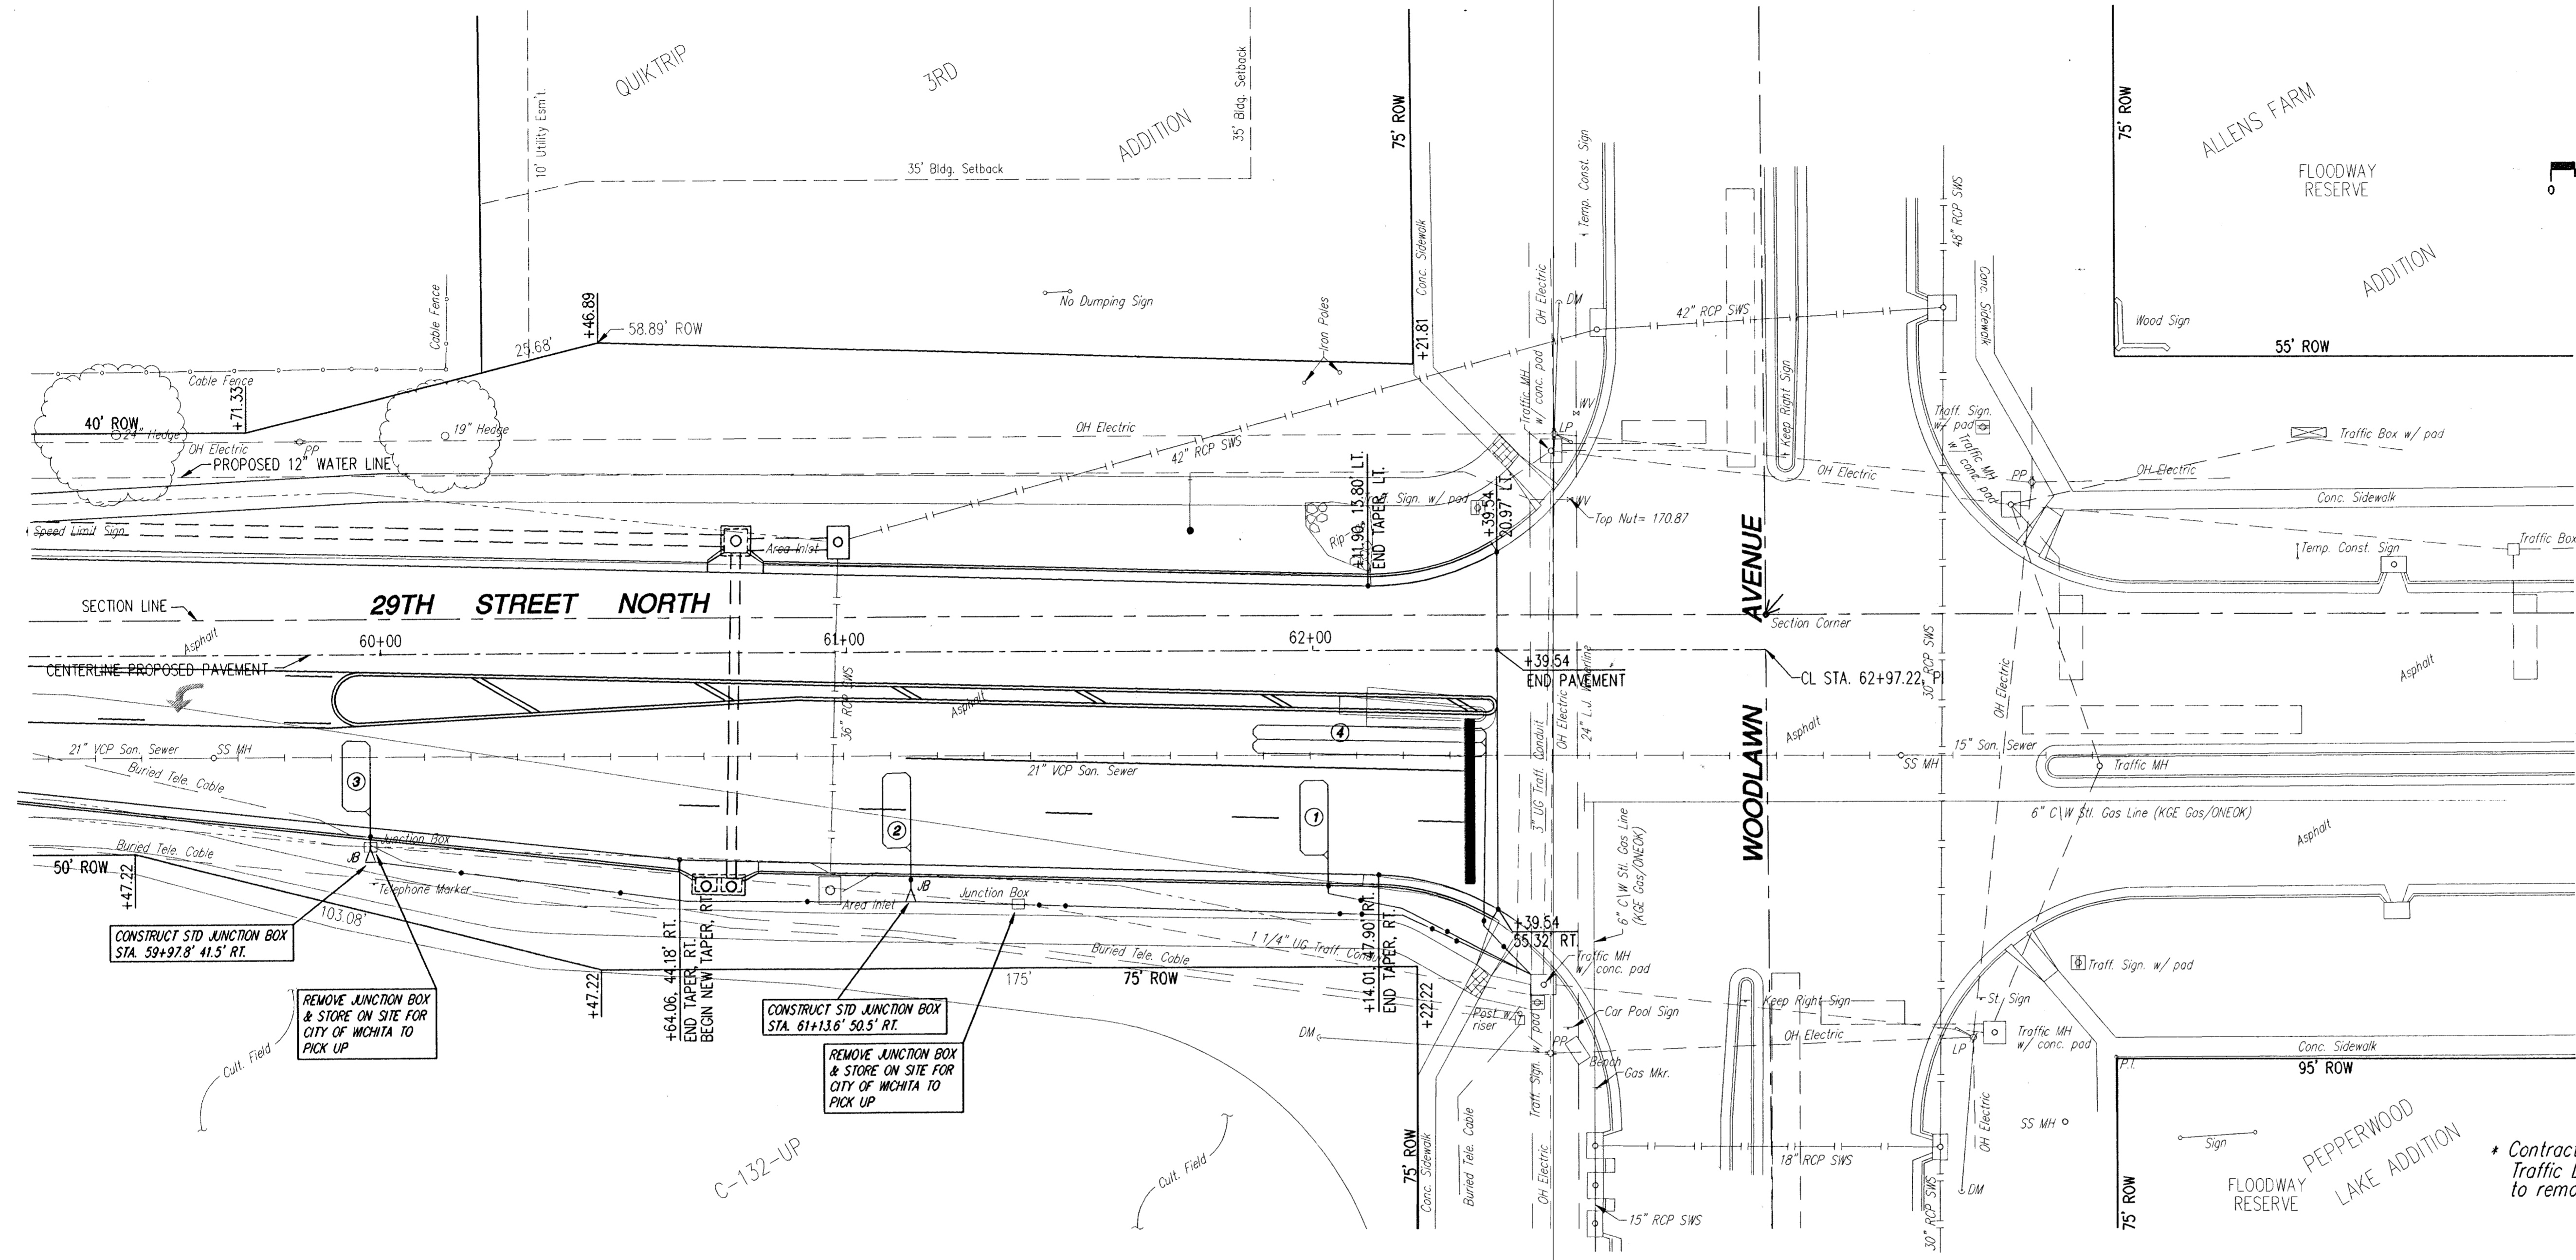 QUIKTRIP
3RD
ADDITION
10' Utility Esm't.
35' Bldg. Setback
35' Bldg. Setback
75' ROW
Conc. Sidewalk
Temp. Const. Sign
OH Electric
48" RCP SWS
75' ROW
ALLENS FARM
FLOODWAY
RESERVE
ADDITION
0
Cable Fence
+46.89
58.89' ROW
25.68'
No Dumping Sign
Iron Poles
+21.81
DM
42" RCP SWS
Keep Right Sign
Conc. Sidewalk
Wood Sign
55' ROW
Cable Fence
+71.33
40' ROW
24" Hedge
19" Hedge
OH Electric
PP
PROPOSED 12" WATER LINE
OH Electric
42" RCP SWS
Traffic MH
w/ conc. pad
WV
LP
Traff. Sign.
w/ pad
Traffic MH
w/ conc. pad
PP
OH Electric
OH Electric
Traffic Box w/ pad
Conc. Sidewalk
Speed Limit Sign
Area Inlet
Sign. w/ pad
Rip
+11.90, 13.80' LT.
END TAPER, LT.
+39.54
20.97' LT.
WV
Top Nut= 170.87
Temp. Const. Sign
Traffic Box
SECTION LINE
29TH STREET NORTH
WOODLAWN AVENUE
Section Corner
Asphalt
60+00
61+00
62+00
CENTERLINE PROPOSED PAVEMENT
+39.54
END PAVEMENT
CL STA. 62+97.22, P
30" RCP SWS
OH Electric
Asphalt
Asphalt
36" RCP SWS
Asphalt
4
3" UG Traff. Conduit
OH Electric
24" L.J. Waterline
21" VCP San. Sewer
SS MH
Buried Tele. Cable
3
21" VCP San. Sewer
15" San. Sewer
SS MH
Traffic MH
2
1
6" C\W Stl. Gas Line (KGE Gas/ONEOK)
Asphalt
6" C\W Stl. Gas Line
(KGE Gas/ONEOK)
Junction Box
JB
Buried Tele. Cable
50' ROW
+47.22
Telephone Marker
103.08'
JB
Area Inlet
Junction Box
CONSTRUCT STD JUNCTION BOX
STA. 59+97.8' 41.5' RT.
REMOVE JUNCTION BOX
& STORE ON SITE FOR
CITY OF WICHITA TO
PICK UP
+47.22
+64.06, 44.18' RT.
END TAPER, RT.
BEGIN NEW TAPER, RT.
CONSTRUCT STD JUNCTION BOX
STA. 61+13.6' 50.5' RT.
REMOVE JUNCTION BOX
& STORE ON SITE FOR
CITY OF WICHITA TO
PICK UP
Buried Tele. Cable
1 1/4" UG Traff.
175'
75' ROW
+14.01, 47.90' RT.
END TAPER, RT.
+22.22
+39.54
55.32' RT.
Traffic MH
w/ conc. pad
Traff. Sign. w/ pad
Keep Right Sign
St. Sign
Post w/
riser
Traff. Sign. w/ pad
Car Pool Sign
DM
PP
Bench
Gas Mkr.
OH Electric
LP
Traffic MH
w/ conc. pad
Conc. Sidewalk
P.I.
95' ROW
Cult. Field
C-132-UP
Cult. Field
75' ROW
Conc. Sidewalk
Buried Tele. Cable
OH Electric
15" RCP SWS
18" RCP SWS
30" RCP SWS
OH Electric
DM
SS MH
Sign
75' ROW
PEPPERWOOD
LAKE ADDITION
FLOODWAY
RESERVE
* Contract
Traffic
to remo